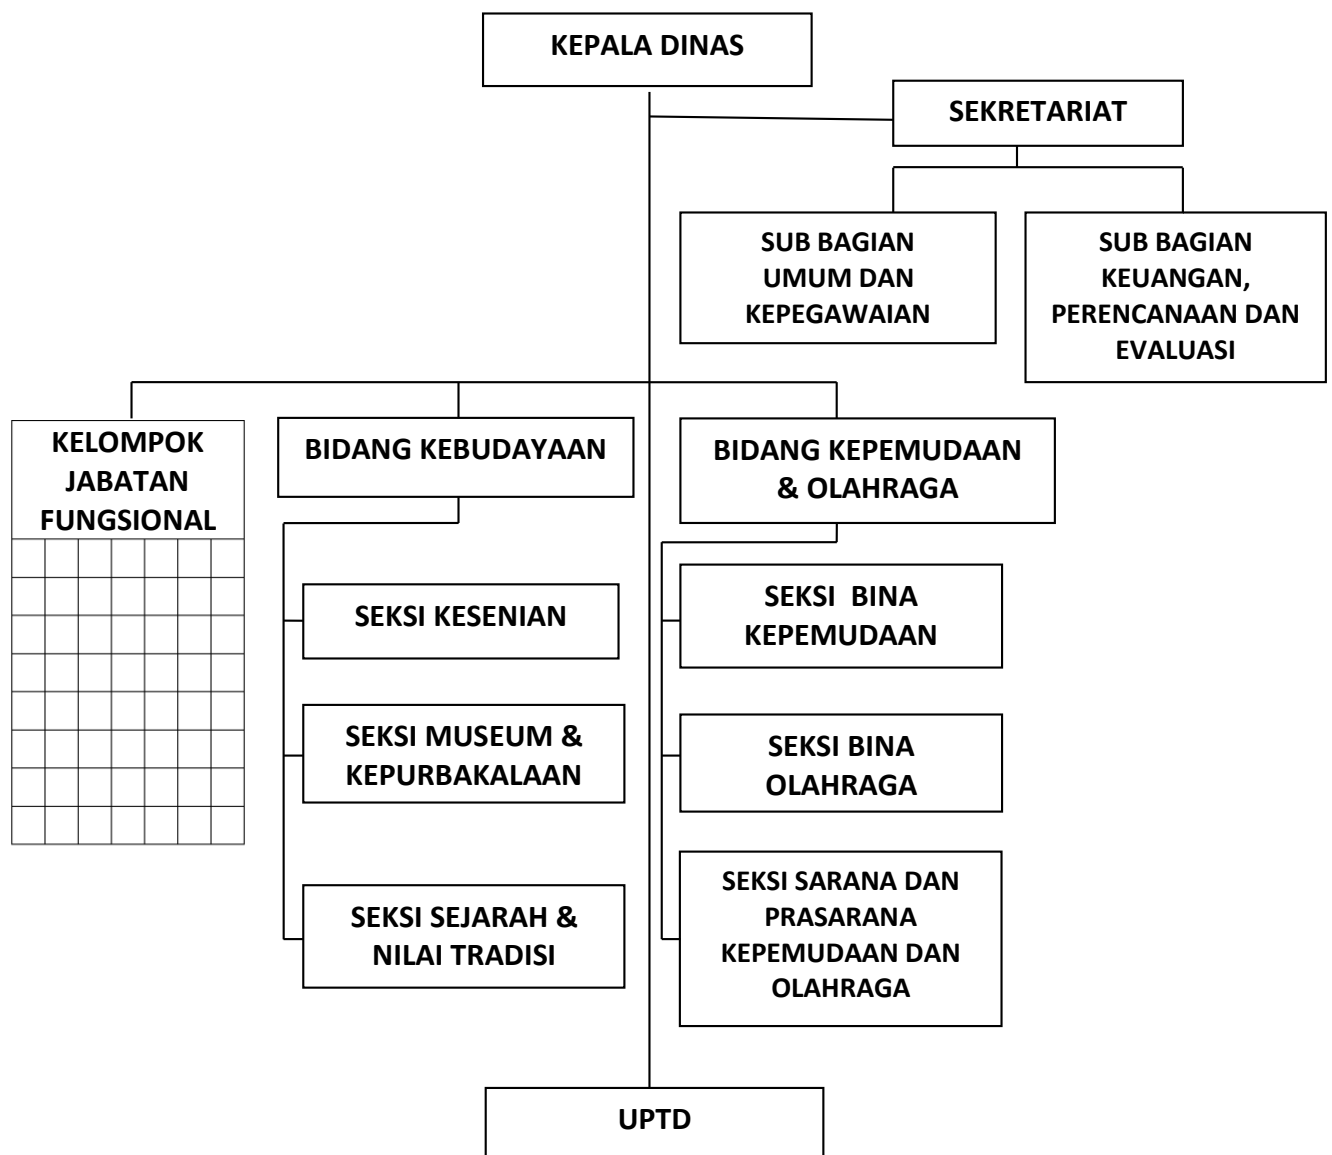 KEPALA DINAS
SEKRETARIAT
SUB BAGIAN
UMUM DAN
KEPEGAWAIAN
SUB BAGIAN
KEUANGAN,
PERENCANAAN DAN
EVALUASI
KELOMPOK
JABATAN
FUNGSIONAL
BIDANG KEBUDAYAAN
BIDANG KEPEMUDAAN
& OLAHRAGA
SEKSI KESENIAN
SEKSI MUSEUM &
KEPURBAKALAAN
SEKSI SEJARAH &
NILAI TRADISI
SEKSI  BINA
KEPEMUDAAN
SEKSI BINA
OLAHRAGA
SEKSI SARANA DAN
PRASARANA
KEPEMUDAAN DAN
OLAHRAGA
UPTD